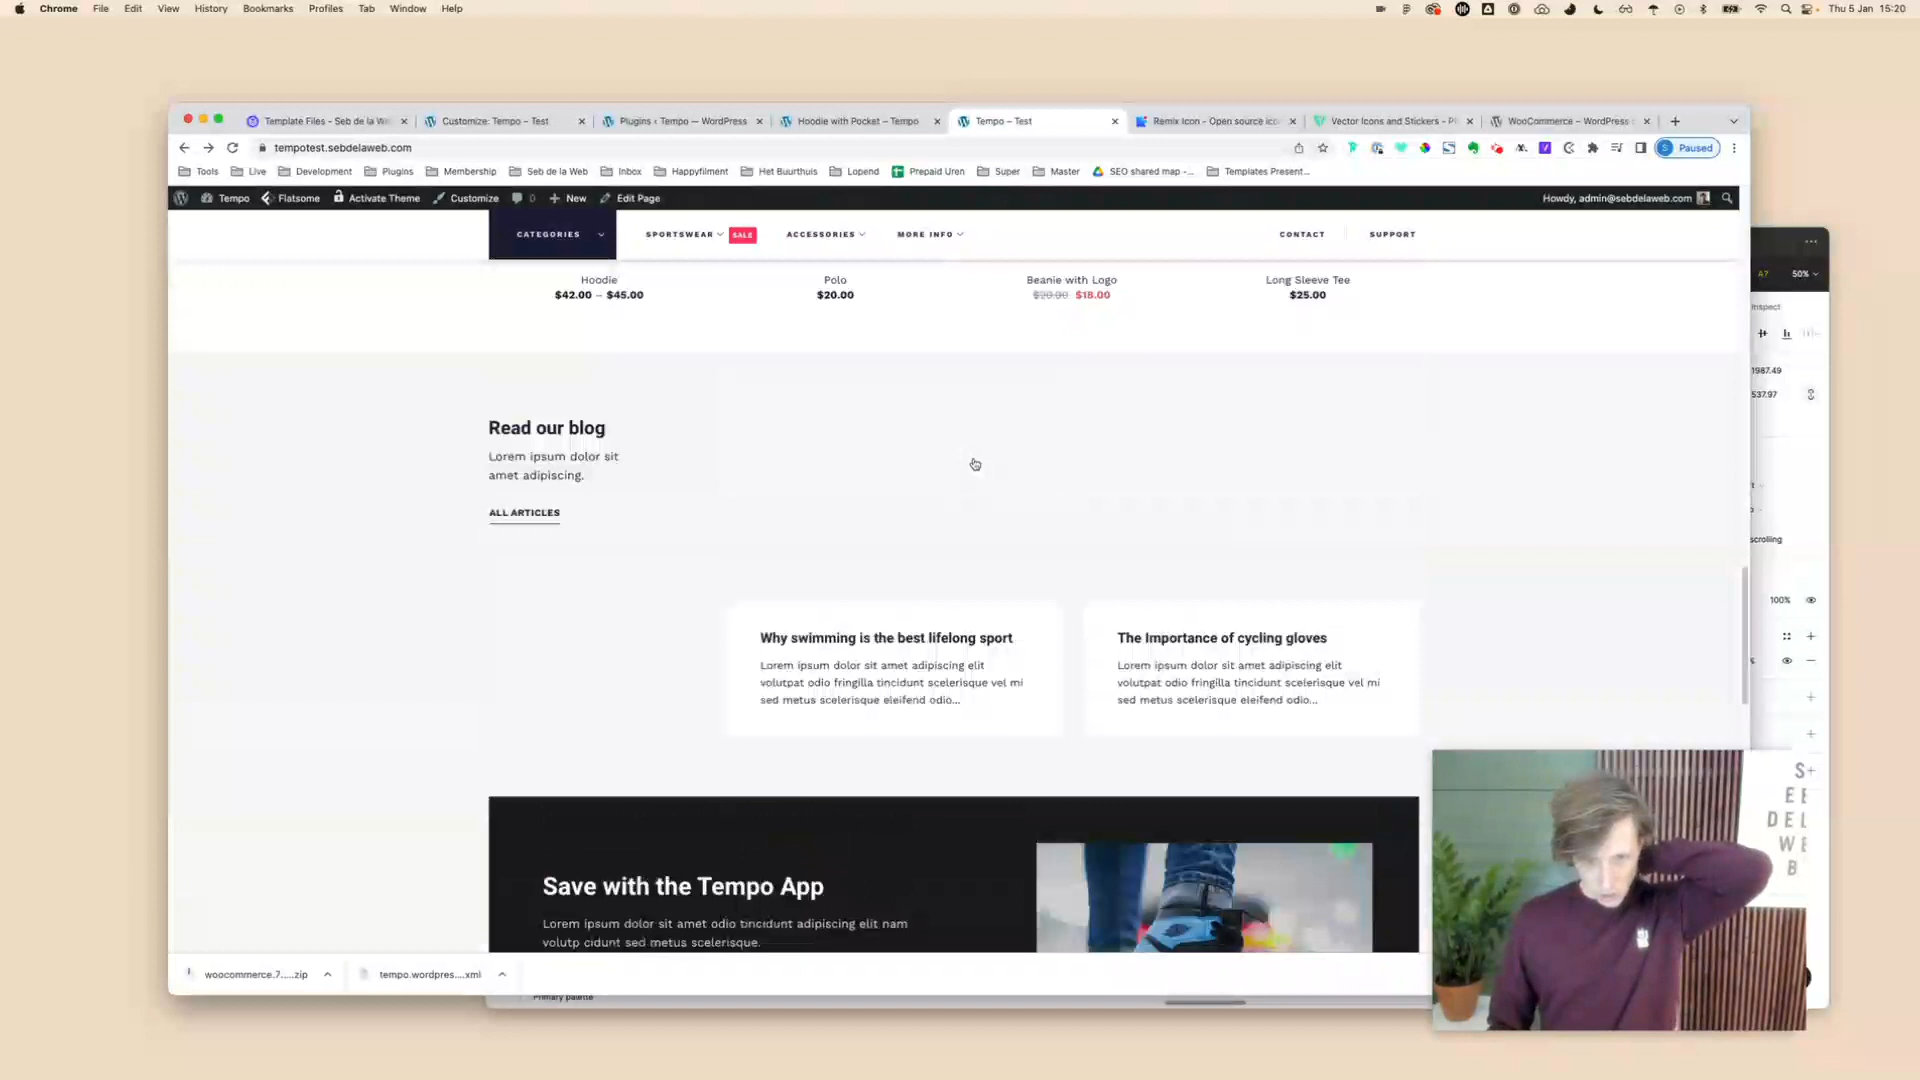 Chrome File Edit View History Bookmarks Profiles Tab Window Help
Thu 5 Jan 15:20
Template Files - Seb de la We
Customize: Tempo – Test
Plugins ‹ Tempo — WordPress
Hoodie with Pocket – Tempo
Tempo – Test
Remix Icon - Open source ico
Vector Icons and Stickers - P
WooCommerce – WordPress
tempotest.sebdelaweb.com
S Paused
Tools Live Development Plugins Membership Seb de la Web Inbox Happyfilment Het Buurthuis Lopend Prepaid Uren Super Master SEO shared map -... Templates Present...
Tempo Flatsome Activate Theme Customize 0 New Edit Page
Howdy, admin@sebdelaweb.com
CATEGORIES SPORTSWEAR SALE ACCESSORIES MORE INFO CONTACT SUPPORT
A? 50%
Hoodie Polo Beanie with Logo Long Sleeve Tee
$42.00 – $45.00 $20.00 $20.00 $18.00 $25.00
Inspect
1987.49
537.97
Read our blog
Lorem ipsum dolor sit
amet adipiscing.
ALL ARTICLES
scrolling
100%
Why swimming is the best lifelong sport
Lorem ipsum dolor sit amet adipiscing elit
volutpat odio fringilla tincidunt scelerisque vel mi
sed metus scelerisque eleifend odio...
The Importance of cycling gloves
Lorem ipsum dolor sit amet adipiscing elit
volutpat odio fringilla tincidunt scelerisque vel mi
sed metus scelerisque eleifend odio...
Save with the Tempo App
Lorem ipsum dolor sit amet odio tincidunt adipiscing elit nam
volutp cidunt sed metus scelerisque.
S
E E
DEL
WE
B
woocommerce.7.....zip
tempo.wordpres....xml
Primary palette